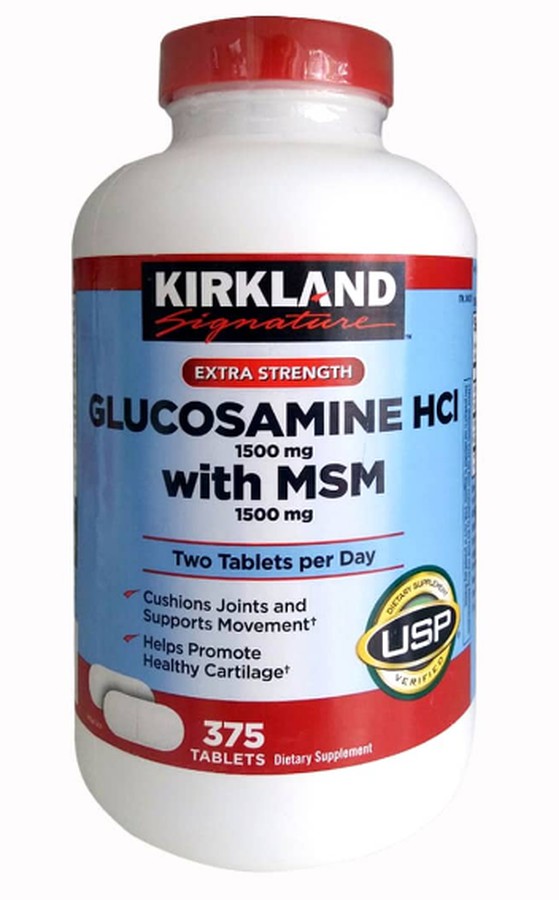 KIRKLAND
Signature™
EXTRA STRENGTH
GLUCOSAMINE HCl
1500 mg
with MSM
1500 mg
Two Tablets per Day
Cushions Joints and
Supports Movement†
Helps Promote
Healthy Cartilage†
DIETARY SUPPLEMENT
USP
VERIFIED
375
TABLETS Dietary Supplement